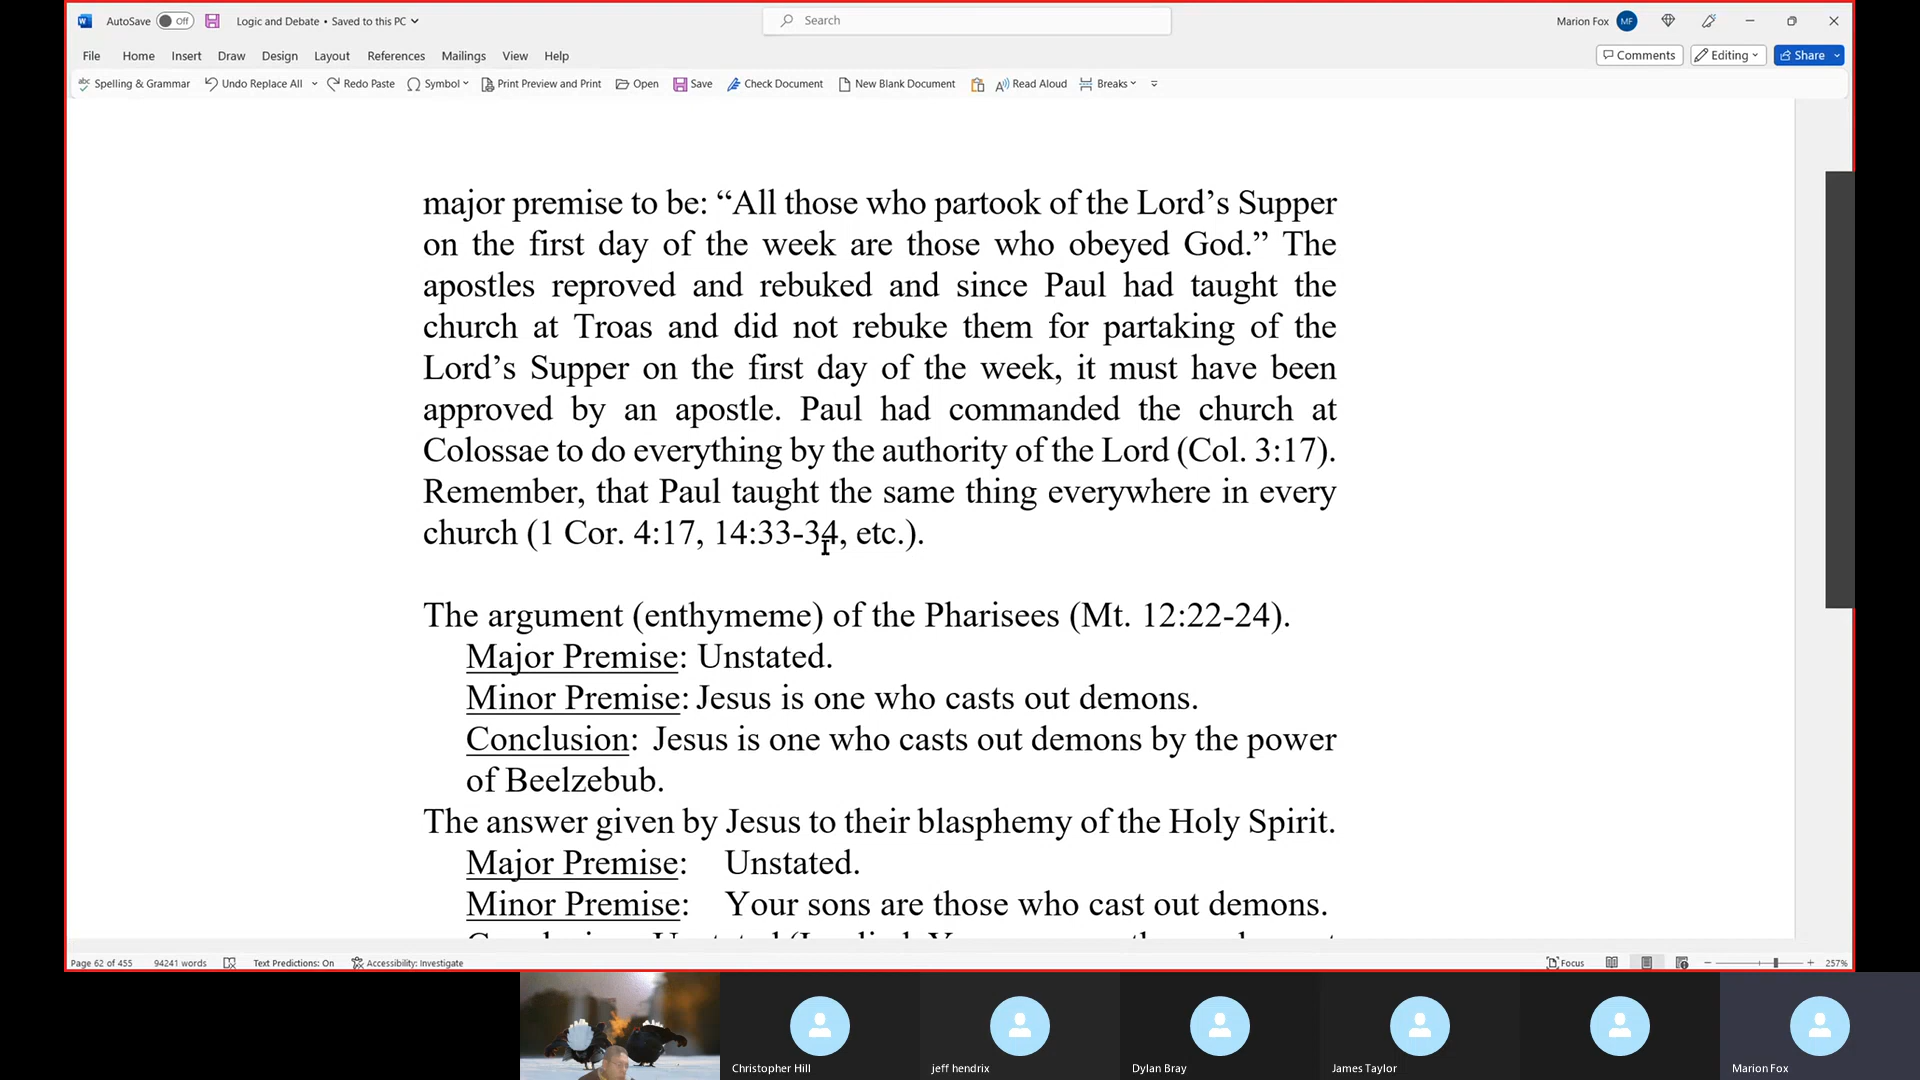 AutoSave Off Logic and Debate • Saved to this PC Search Marion Fox MF
File Home Insert Draw Design Layout References Mailings View Help Comments Editing Share
Spelling & Grammar Undo Replace All Redo Paste Symbol Print Preview and Print Open Save Check Document New Blank Document Read Aloud Breaks
major premise to be: “All those who partook of the Lord’s Supper
on the first day of the week are those who obeyed God.” The
apostles reproved and rebuked and since Paul had taught the
church at Troas and did not rebuke them for partaking of the
Lord’s Supper on the first day of the week, it must have been
approved by an apostle. Paul had commanded the church at
Colossae to do everything by the authority of the Lord (Col. 3:17).
Remember, that Paul taught the same thing everywhere in every
church (1 Cor. 4:17, 14:33-34, etc.).
The argument (enthymeme) of the Pharisees (Mt. 12:22-24).
Major Premise: Unstated.
Minor Premise: Jesus is one who casts out demons.
Conclusion: Jesus is one who casts out demons by the power
of Beelzebub.
The answer given by Jesus to their blasphemy of the Holy Spirit.
Major Premise: Unstated.
Minor Premise: Your sons are those who cast out demons.
Page 62 of 455 94241 words Text Predictions: On Accessibility: Investigate Focus 257%
Christopher Hill jeff hendrix Dylan Bray James Taylor Marion Fox